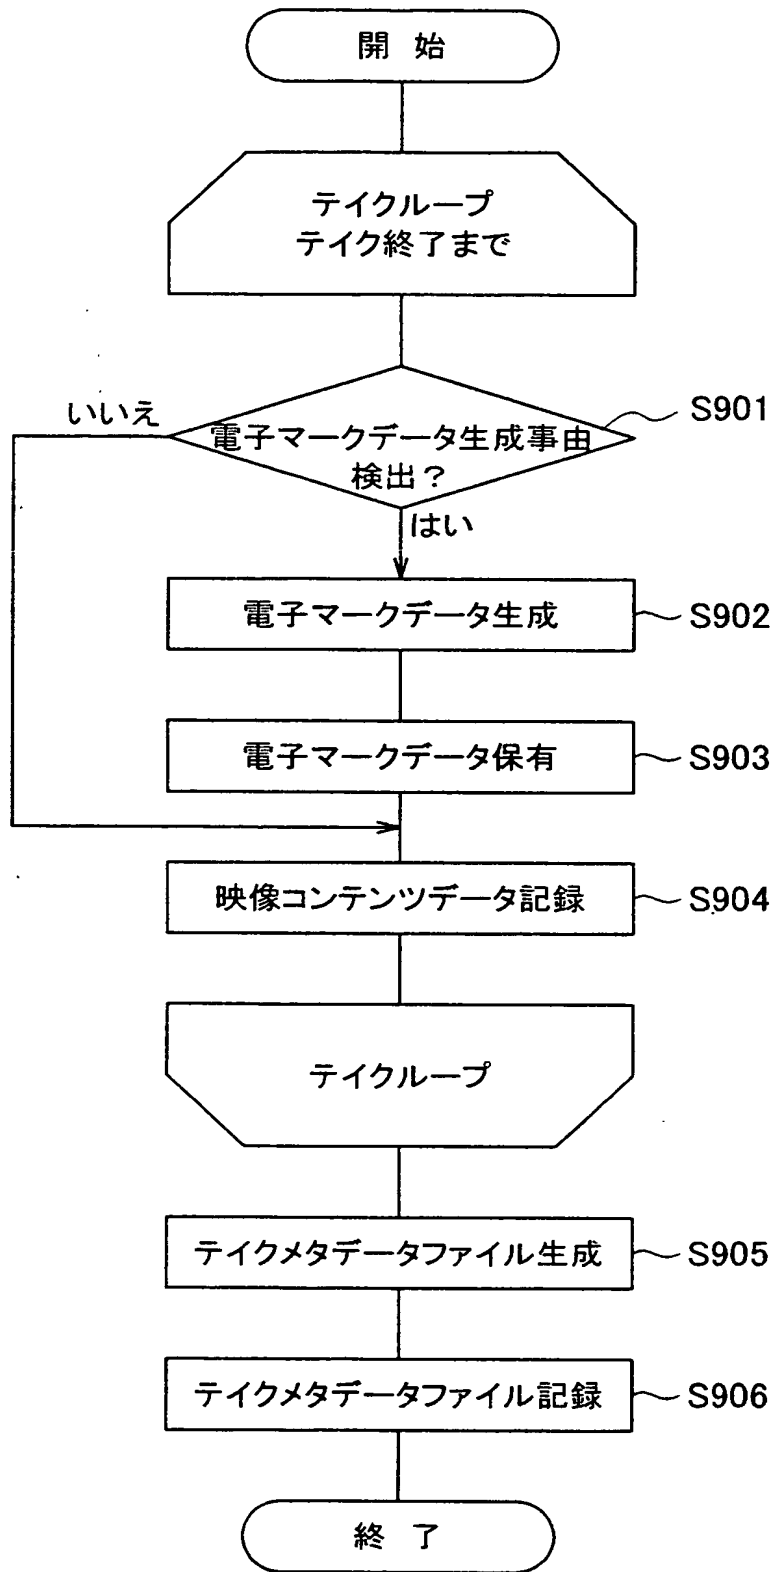 開 始
テイクループ
テイク終了まで
いいえ
電子マークデータ生成事由
検出?
S901
はい
電子マークデータ生成
S902
電子マークデータ保有
S903
映像コンテンツデータ記録
S904
テイクループ
テイクメタデータファイル生成
S905
テイクメタデータファイル記録
S906
終 了